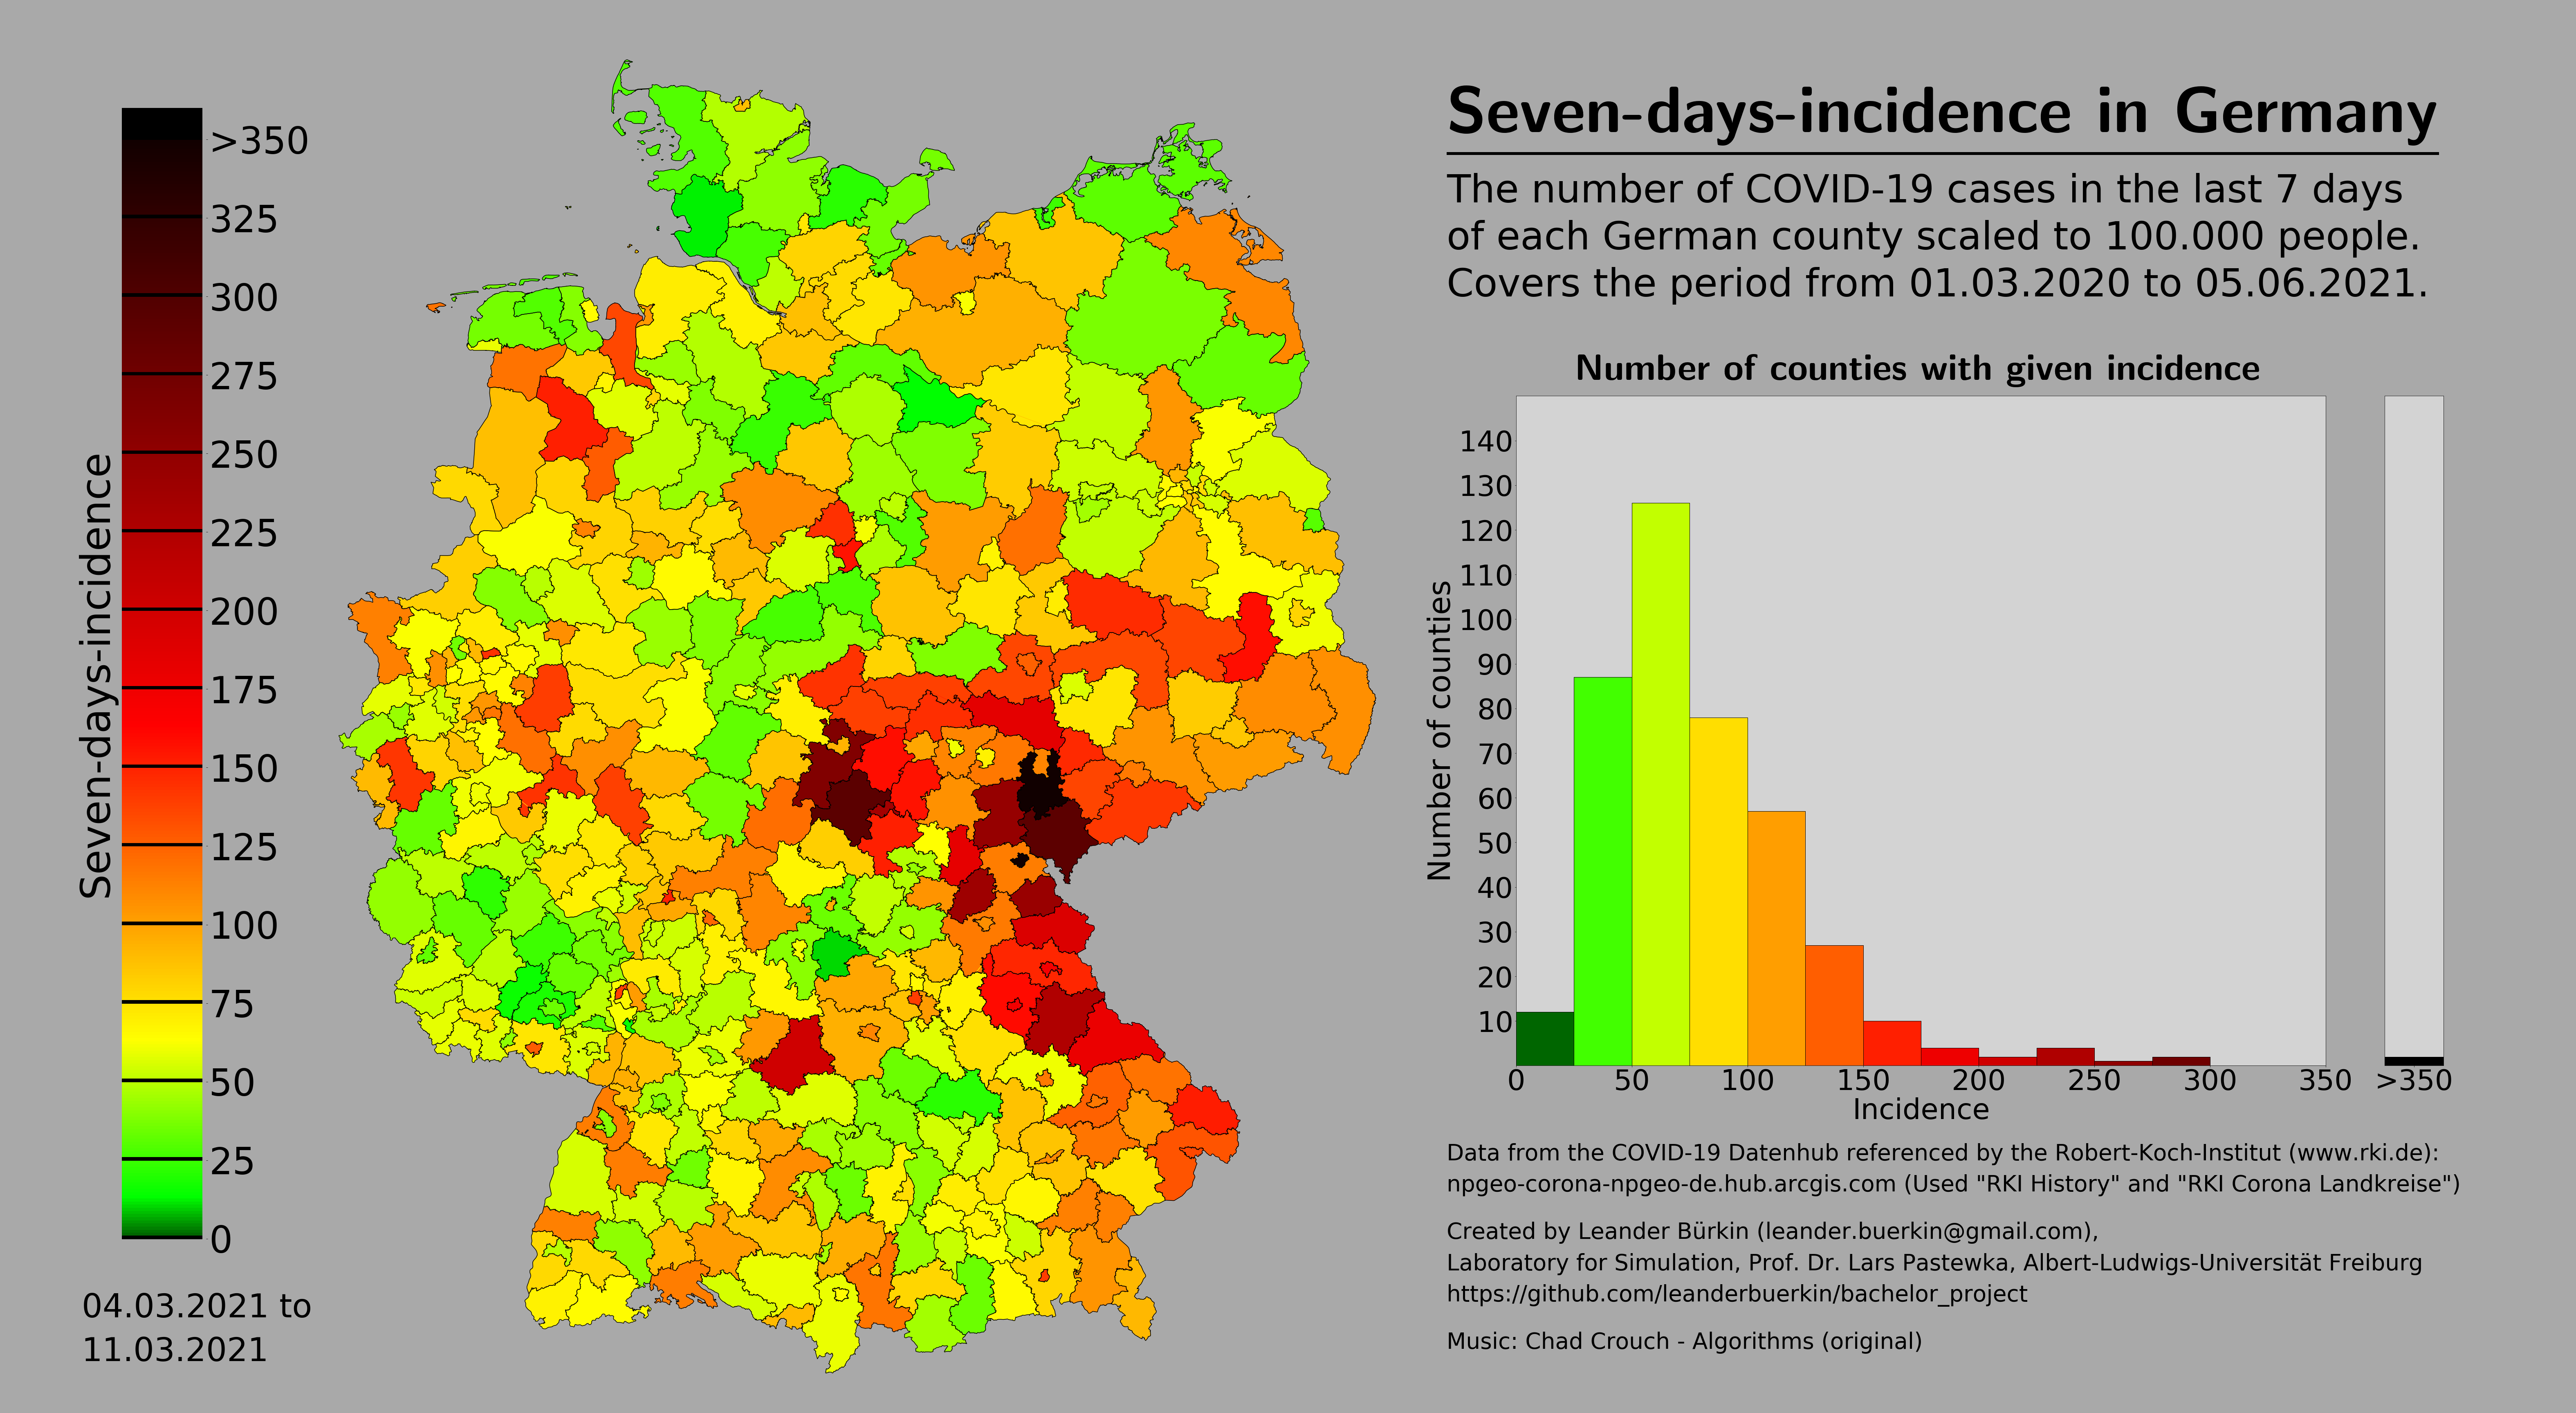 Seven-days-incidence in Germany
The number of COVID-19 cases in the last 7 days
of each German county scaled to 100.000 people.
Covers the period from 01.03.2020 to 05.06.2021.
Seven-days-incidence
>350
325
300
275
250
225
200
175
150
125
100
75
50
25
0
04.03.2021 to
11.03.2021
Number of counties with given incidence
Number of counties
140
130
120
110
100
90
80
70
60
50
40
30
20
10
0 50 100 150 200 250 300 350 >350
Incidence
Data from the COVID-19 Datenhub referenced by the Robert-Koch-Institut (www.rki.de):
npgeo-corona-npgeo-de.hub.arcgis.com (Used "RKI History" and "RKI Corona Landkreise")
Created by Leander Bürkin (leander.buerkin@gmail.com),
Laboratory for Simulation, Prof. Dr. Lars Pastewka, Albert-Ludwigs-Universität Freiburg
https://github.com/leanderbuerkin/bachelor_project
Music: Chad Crouch - Algorithms (original)